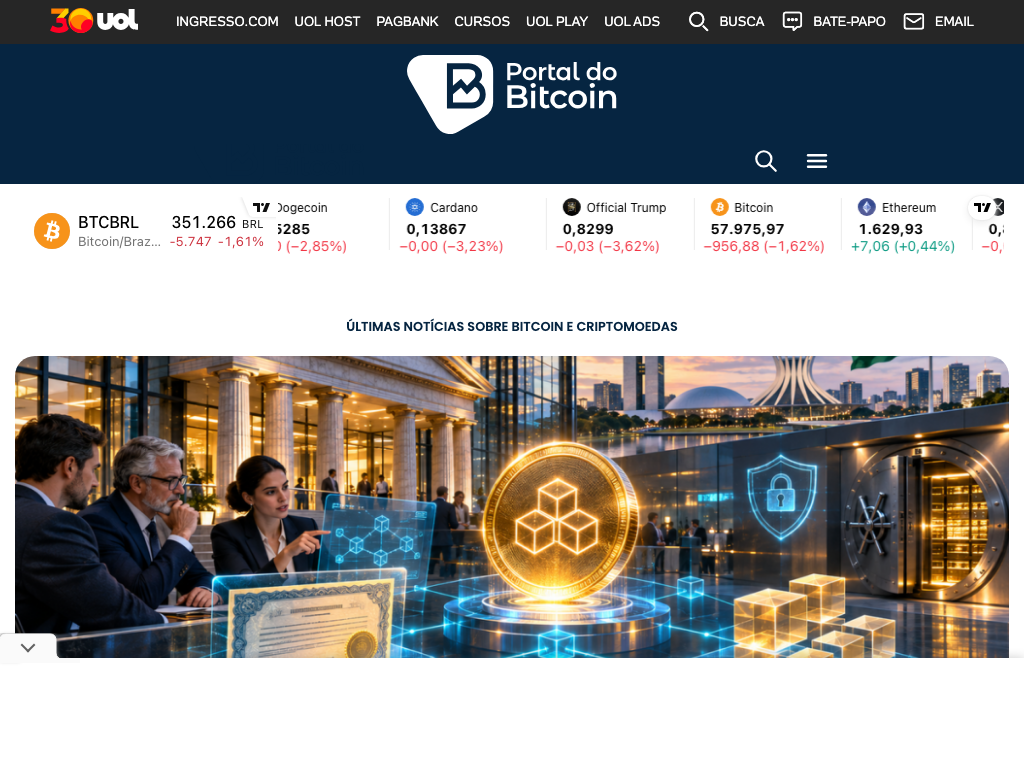 30 uol INGRESSO.COM UOL HOST PAGBANK CURSOS UOL PLAY UOL ADS BUSCA BATE-PAPO EMAIL
Portal do
Bitcoin
BTCBRL 351.266 BRL
Bitcoin/Braz... -5.747 -1,61%
Dogecoin
5285
0 (−2,85%)
Cardano
0,13867
−0,00 (−3,23%)
Official Trump
0,8299
−0,03 (−3,62%)
Bitcoin
57.975,97
−956,88 (−1,62%)
Ethereum
1.629,93
+7,06 (+0,44%)
ÚLTIMAS NOTÍCIAS SOBRE BITCOIN E CRIPTOMOEDAS